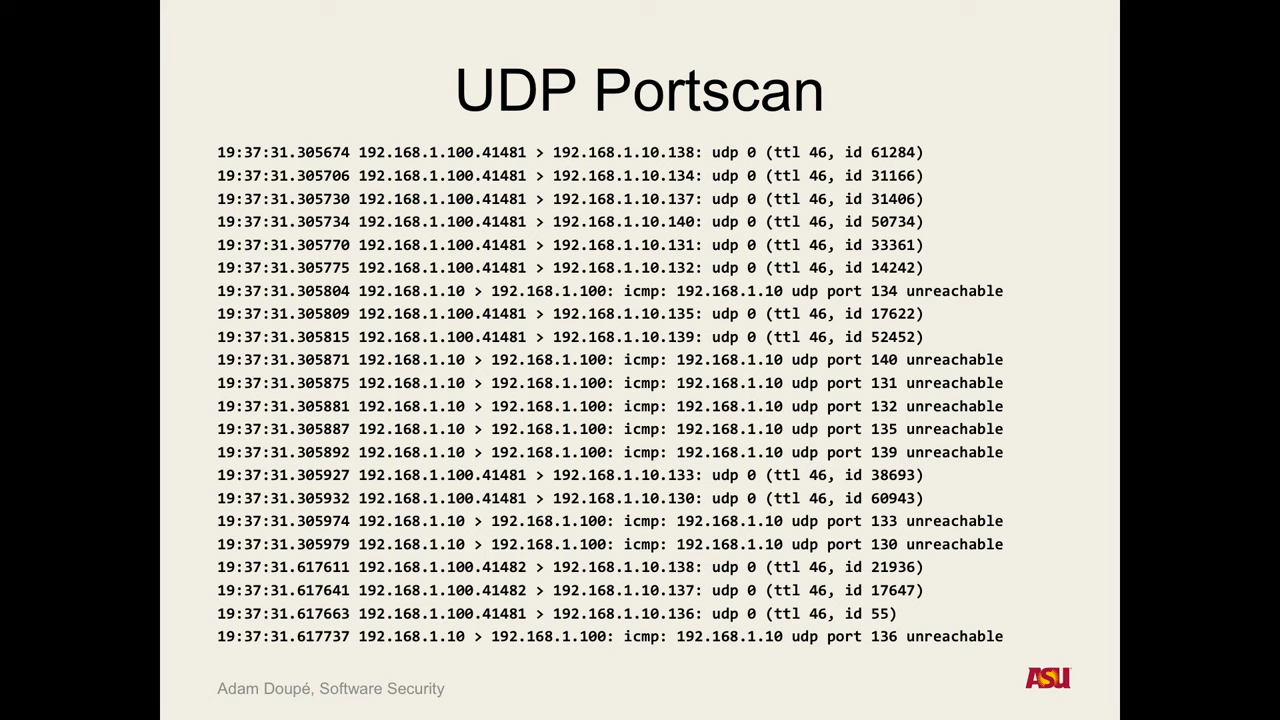 UDP Portscan
19:37:31.305674 192.168.1.100.41481 > 192.168.1.10.138: udp 0 (ttl 46, id 61284)
19:37:31.305706 192.168.1.100.41481 > 192.168.1.10.134: udp 0 (ttl 46, id 31166)
19:37:31.305730 192.168.1.100.41481 > 192.168.1.10.137: udp 0 (ttl 46, id 31406)
19:37:31.305734 192.168.1.100.41481 > 192.168.1.10.140: udp 0 (ttl 46, id 50734)
19:37:31.305770 192.168.1.100.41481 > 192.168.1.10.131: udp 0 (ttl 46, id 33361)
19:37:31.305775 192.168.1.100.41481 > 192.168.1.10.132: udp 0 (ttl 46, id 14242)
19:37:31.305804 192.168.1.10 > 192.168.1.100: icmp: 192.168.1.10 udp port 134 unreachable
19:37:31.305809 192.168.1.100.41481 > 192.168.1.10.135: udp 0 (ttl 46, id 17622)
19:37:31.305815 192.168.1.100.41481 > 192.168.1.10.139: udp 0 (ttl 46, id 52452)
19:37:31.305871 192.168.1.10 > 192.168.1.100: icmp: 192.168.1.10 udp port 140 unreachable
19:37:31.305875 192.168.1.10 > 192.168.1.100: icmp: 192.168.1.10 udp port 131 unreachable
19:37:31.305881 192.168.1.10 > 192.168.1.100: icmp: 192.168.1.10 udp port 132 unreachable
19:37:31.305887 192.168.1.10 > 192.168.1.100: icmp: 192.168.1.10 udp port 135 unreachable
19:37:31.305892 192.168.1.10 > 192.168.1.100: icmp: 192.168.1.10 udp port 139 unreachable
19:37:31.305927 192.168.1.100.41481 > 192.168.1.10.133: udp 0 (ttl 46, id 38693)
19:37:31.305932 192.168.1.100.41481 > 192.168.1.10.130: udp 0 (ttl 46, id 60943)
19:37:31.305974 192.168.1.10 > 192.168.1.100: icmp: 192.168.1.10 udp port 133 unreachable
19:37:31.305979 192.168.1.10 > 192.168.1.100: icmp: 192.168.1.10 udp port 130 unreachable
19:37:31.617611 192.168.1.100.41482 > 192.168.1.10.138: udp 0 (ttl 46, id 21936)
19:37:31.617641 192.168.1.100.41482 > 192.168.1.10.137: udp 0 (ttl 46, id 17647)
19:37:31.617663 192.168.1.100.41481 > 192.168.1.10.136: udp 0 (ttl 46, id 55)
19:37:31.617737 192.168.1.10 > 192.168.1.100: icmp: 192.168.1.10 udp port 136 unreachable
Adam Doupé, Software Security
ASU